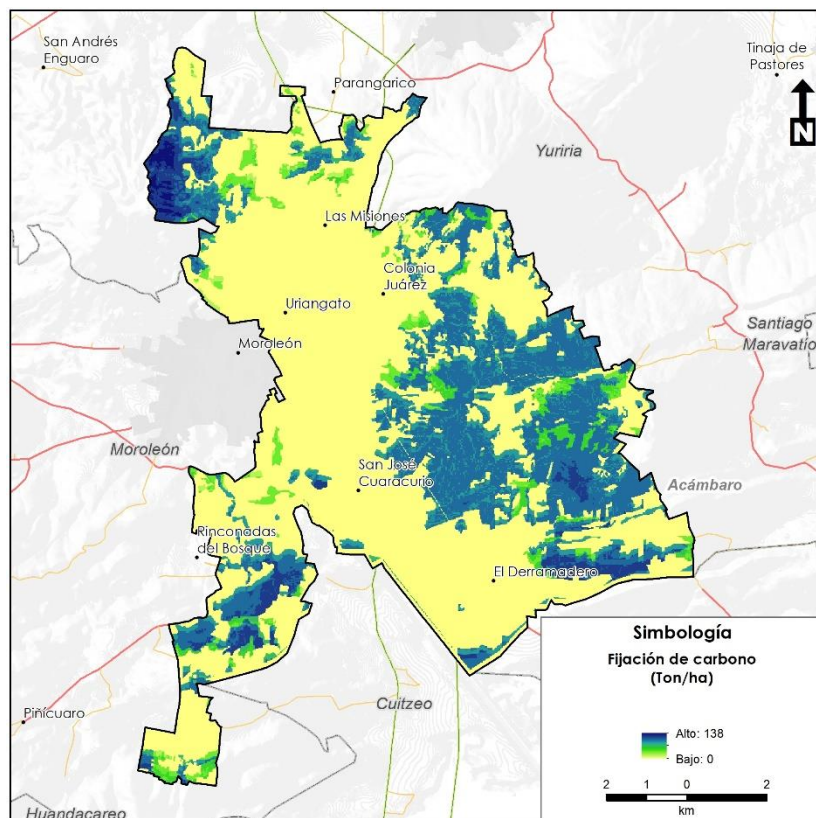 San Andrés
Enguaro
Tinaja de
Pastores
Parangarico
N
Yuriria
Las Misiones
Colonia
Juárez
Uriangato
Santiago
Maravatío
Moroleón
Moroleón
San José
Cuaracurio
Acámbaro
Rinconadas
del Bosque
El Derramadero
Piñícuaro
Cuitzeo
Huandacareo
Simbología
Fijación de carbono
(Ton/ha)
Alto: 138
Bajo: 0
2 1 0 2
km